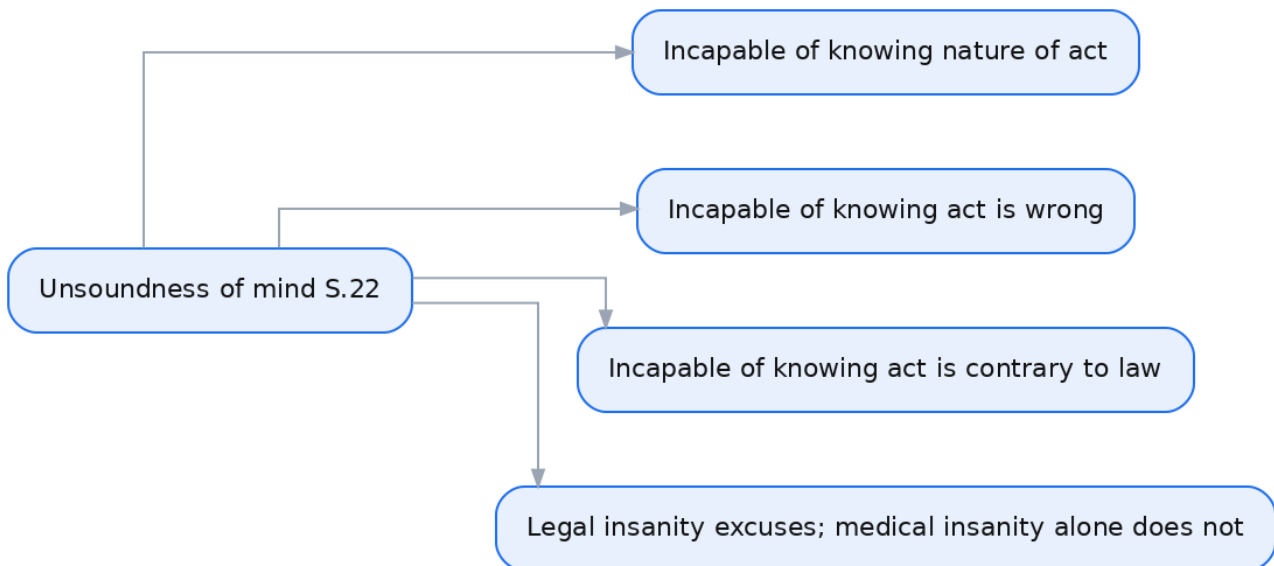 Incapable of knowing nature of act
Incapable of knowing act is wrong
Unsoundness of mind S.22
Incapable of knowing act is contrary to law
Legal insanity excuses; medical insanity alone does not